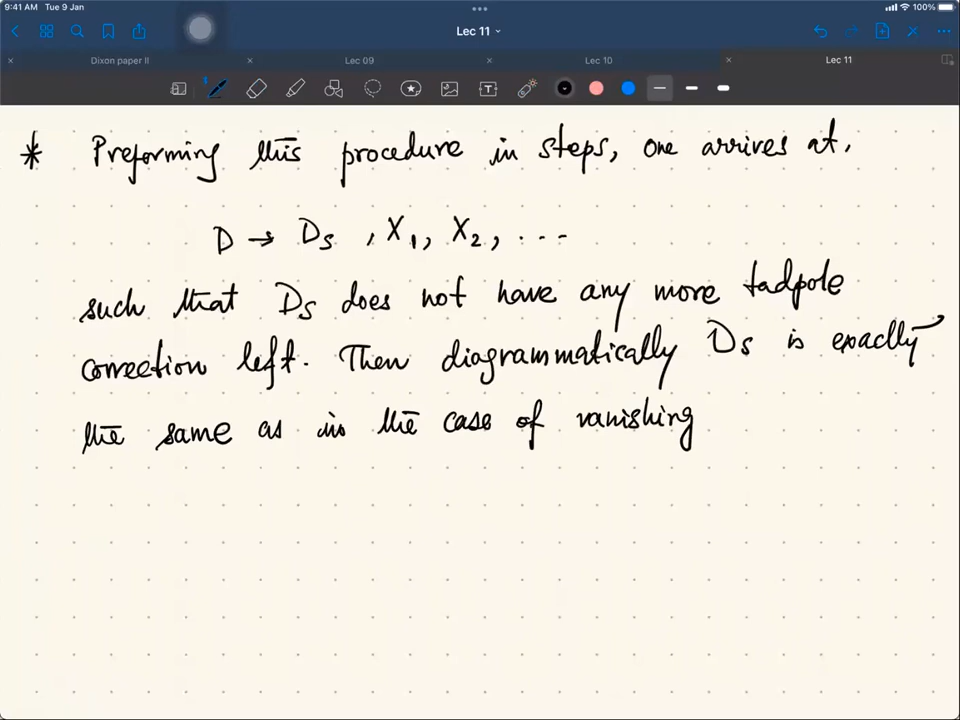 9:41 AM Tue 9 Jan
100%
Lec 11
Dixon paper II
Lec 09
Lec 10
Lec 11
* Preforming this procedure in steps, one arrives at,
D → Ds , X1, X2, ...
such that Ds does not have any more tadpole
correction left. Then diagrammatically Ds is exactly
the same as in the case of vanishing